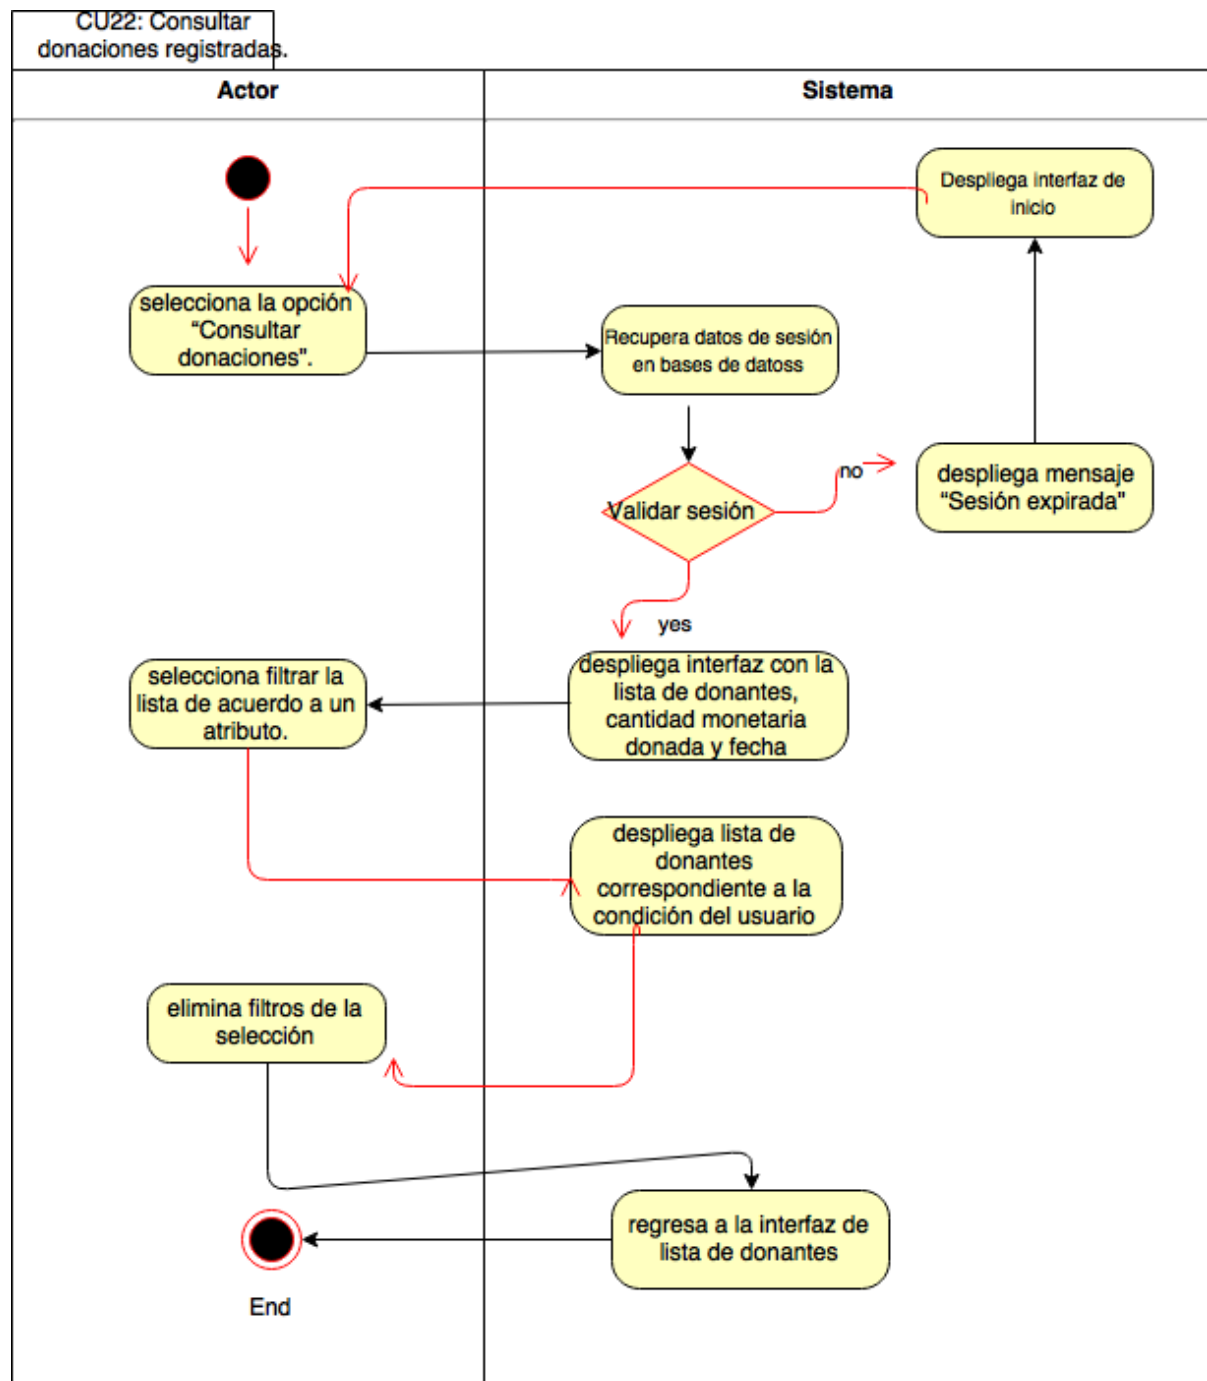 CU22: Consultar
donaciones registradas.
Actor
Sistema
Despliega interfaz de
inicio
selecciona la opción
“Consultar
donaciones".
Recupera datos de sesión
en bases de datoss
Validar sesión
no
despliega mensaje
“Sesión expirada"
yes
selecciona filtrar la
lista de acuerdo a un
atributo.
despliega interfaz con la
lista de donantes,
cantidad monetaria
donada y fecha
despliega lista de
donantes
correspondiente a la
condición del usuario
elimina filtros de la
selección
regresa a la interfaz de
lista de donantes
End